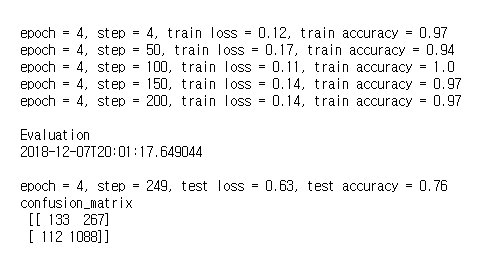 epoch = 4, step = 4, train loss = 0.12, train accuracy = 0.97
epoch = 4, step = 50, train loss = 0.17, train accuracy = 0.94
epoch = 4, step = 100, train loss = 0.11, train accuracy = 1.0
epoch = 4, step = 150, train loss = 0.14, train accuracy = 0.97
epoch = 4, step = 200, train loss = 0.14, train accuracy = 0.97
Evaluation
2018-12-07T20:01:17.649044
epoch = 4, step = 249, test loss = 0.63, test accuracy = 0.76
confusion_matrix
[[ 133  267]
[ 112 1088]]